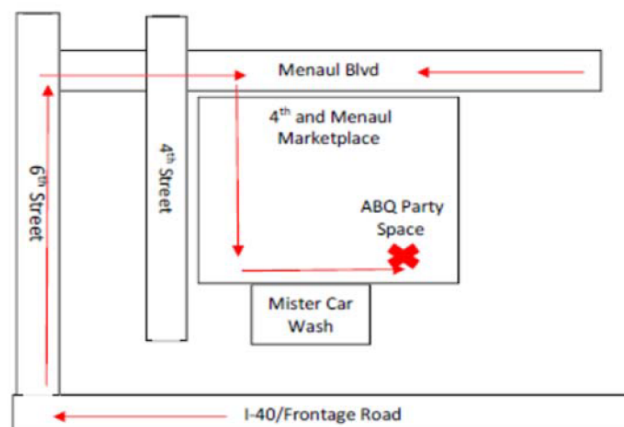 Menaul Blvd
4th and Menaul
Marketplace
6th Street
4th Street
ABQ Party
Space
Mister Car
Wash
I-40/Frontage Road